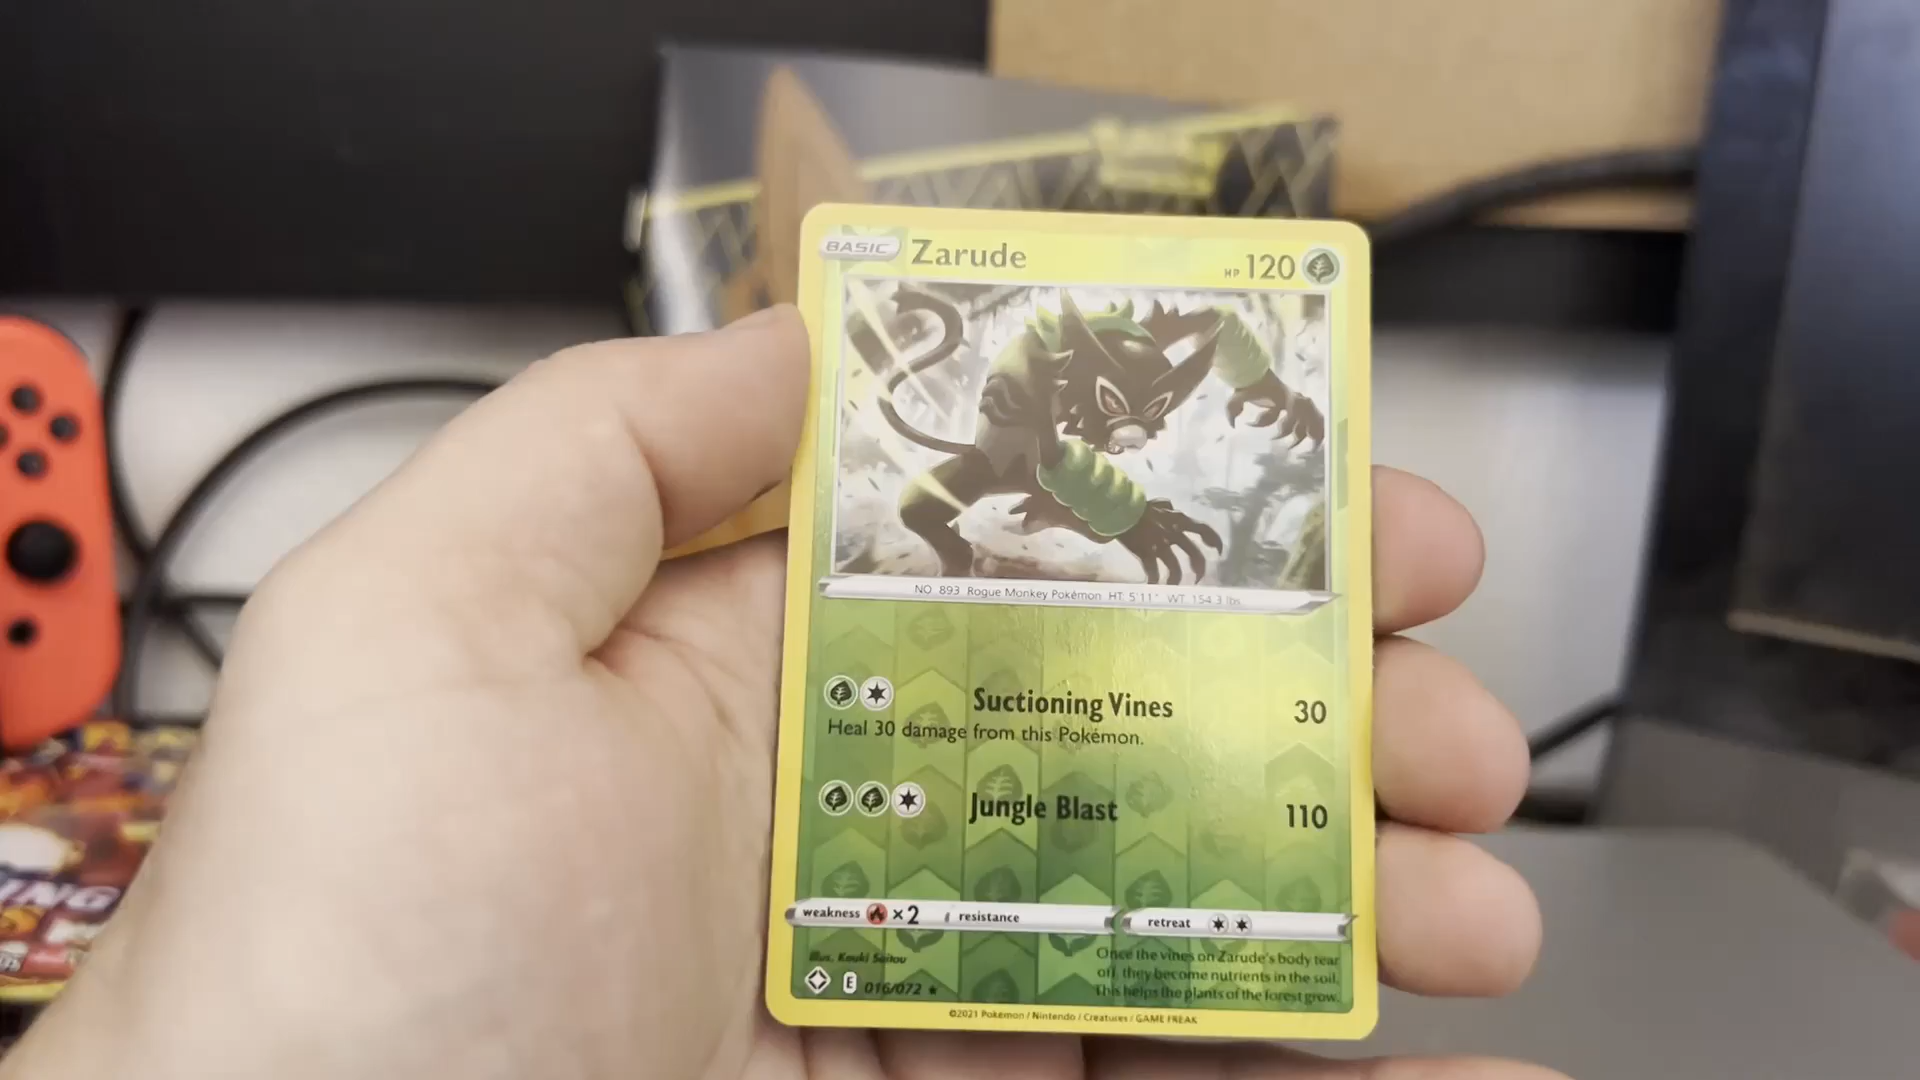 BASIC Zarude HP 120
NO 893 Rogue Monkey Pokémon HT 5'11" WT 154.3 lbs
Suctioning Vines 30
Heal 30 damage from this Pokémon.
Jungle Blast 110
weakness ×2 resistance retreat
Illus. Kouki Saitou
Once the vines on Zarude's body tear
off, they become nutrients in the soil.
This helps the plants of the forest grow.
E 016/072 ★
©2021 Pokémon / Nintendo / Creatures / GAME FREAK
ING